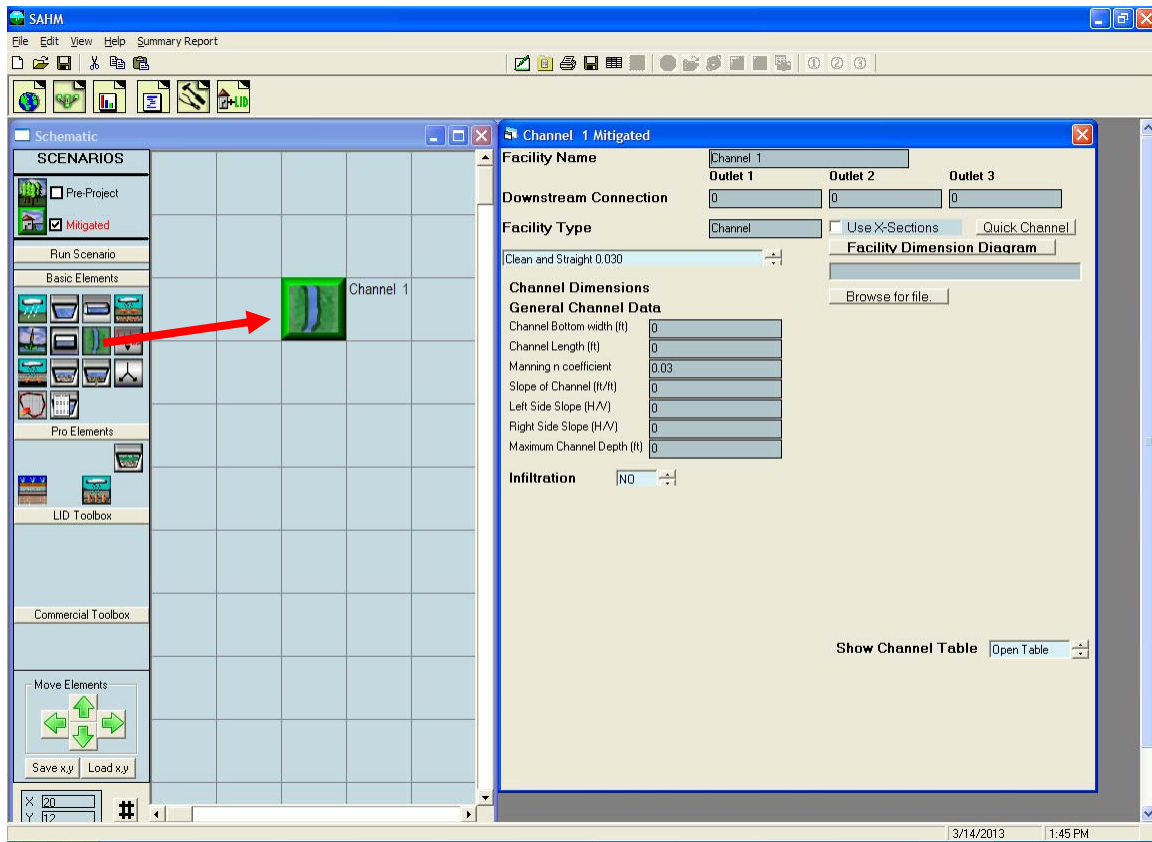 SAHM
File Edit View Help Summary Report
Schematic
SCENARIOS
Pre-Project
Mitigated
Run Scenario
Basic Elements
Pro Elements
LID Toolbox
Commercial Toolbox
Move Elements
Save x,y Load x,y
X 20
Y 12
#
Channel 1
+LID
① ② ③
Channel 1 Mitigated
Facility Name Channel 1
Outlet 1 Outlet 2 Outlet 3
Downstream Connection 0 0 0
Facility Type Channel Use X-Sections Quick Channel
Facility Dimension Diagram
Clean and Straight 0.030
Browse for file.
Channel Dimensions
General Channel Data
Channel Bottom width (ft) 0
Channel Length (ft) 0
Manning n coefficient 0.03
Slope of Channel (ft/ft) 0
Left Side Slope (H/V) 0
Right Side Slope (H/V) 0
Maximum Channel Depth (ft) 0
Infiltration NO
Show Channel Table Open Table
3/14/2013 1:45 PM